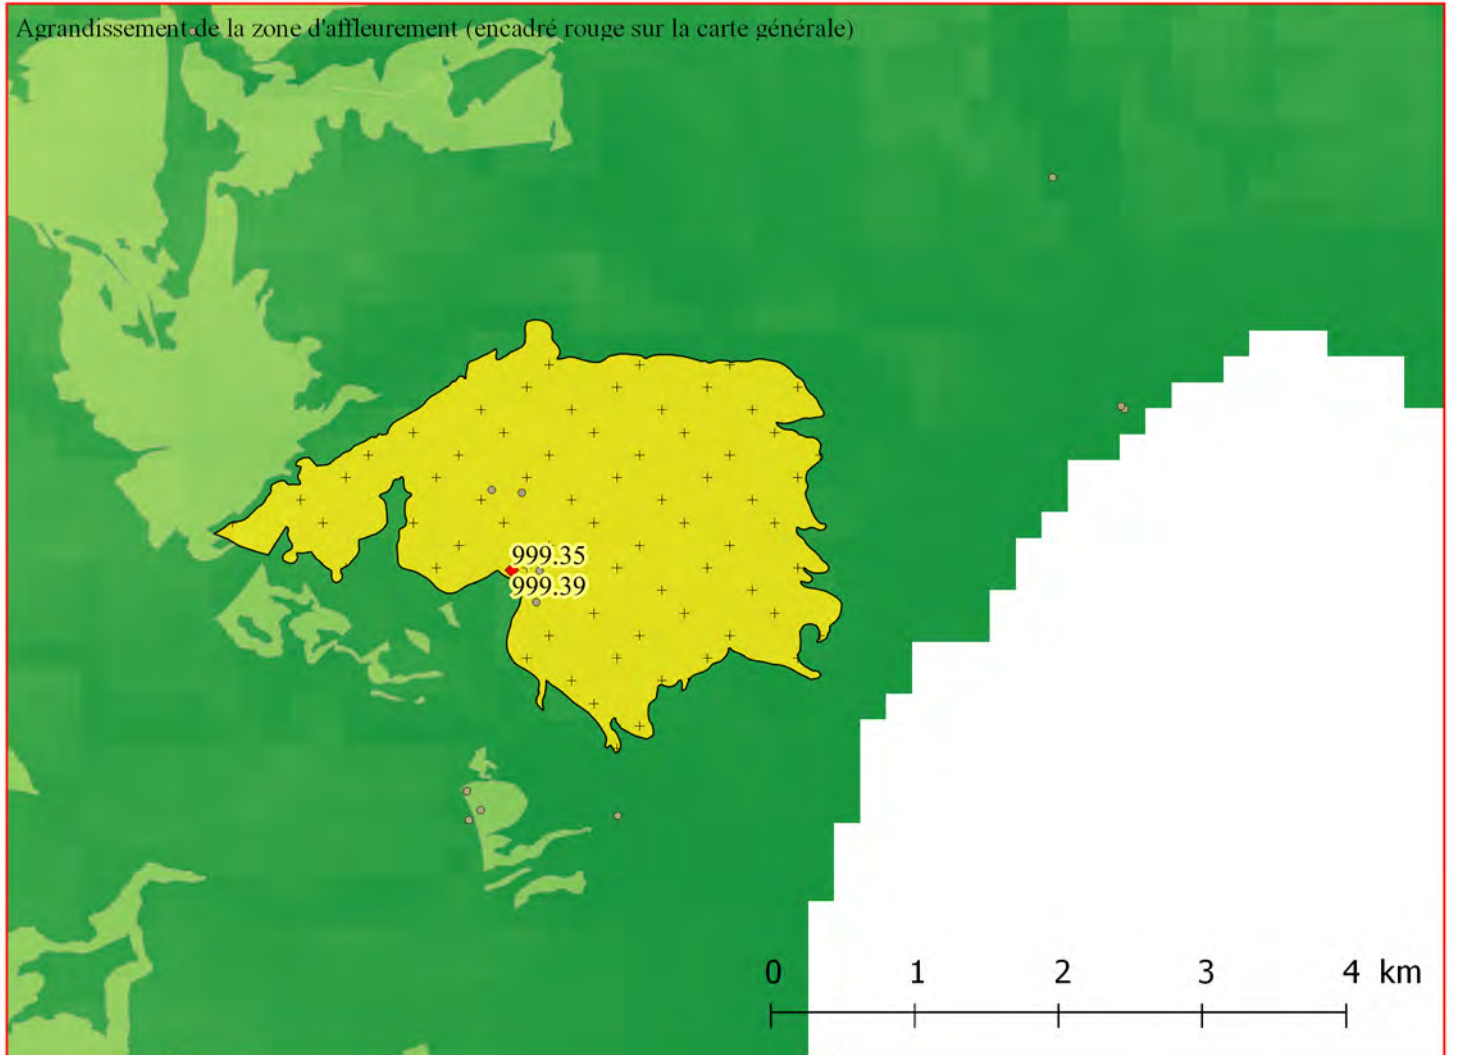 Agrandissement de la zone d'affleurement (encadré rouge sur la carte générale)
999.35
999.39
0 1 2 3 4 km